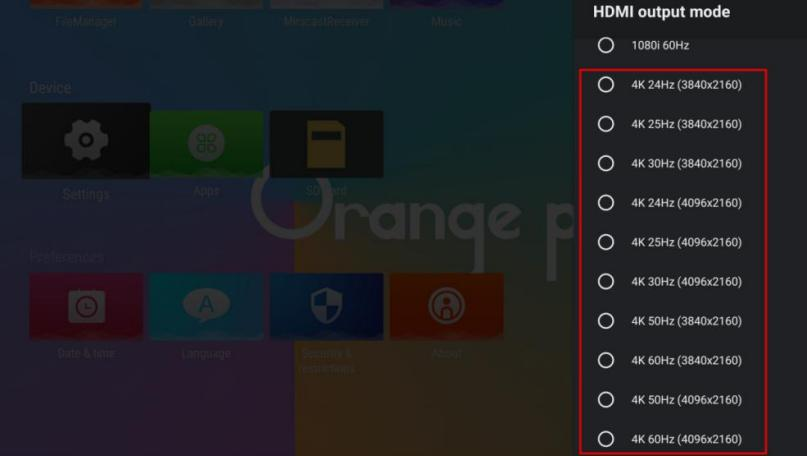 HDMI output mode
1080i 60Hz
4K 24Hz (3840x2160)
4K 25Hz (3840x2160)
4K 30Hz (3840x2160)
4K 24Hz (4096x2160)
4K 25Hz (4096x2160)
4K 30Hz (4096x2160)
4K 50Hz (3840x2160)
4K 60Hz (3840x2160)
4K 50Hz (4096x2160)
4K 60Hz (4096x2160)
FileManager
Gallery
MiracastReceiver
Music
Device
Settings
Apps
SD card
Orange p
Preferences
A
Date & time
Language
Security &
restrictions
About